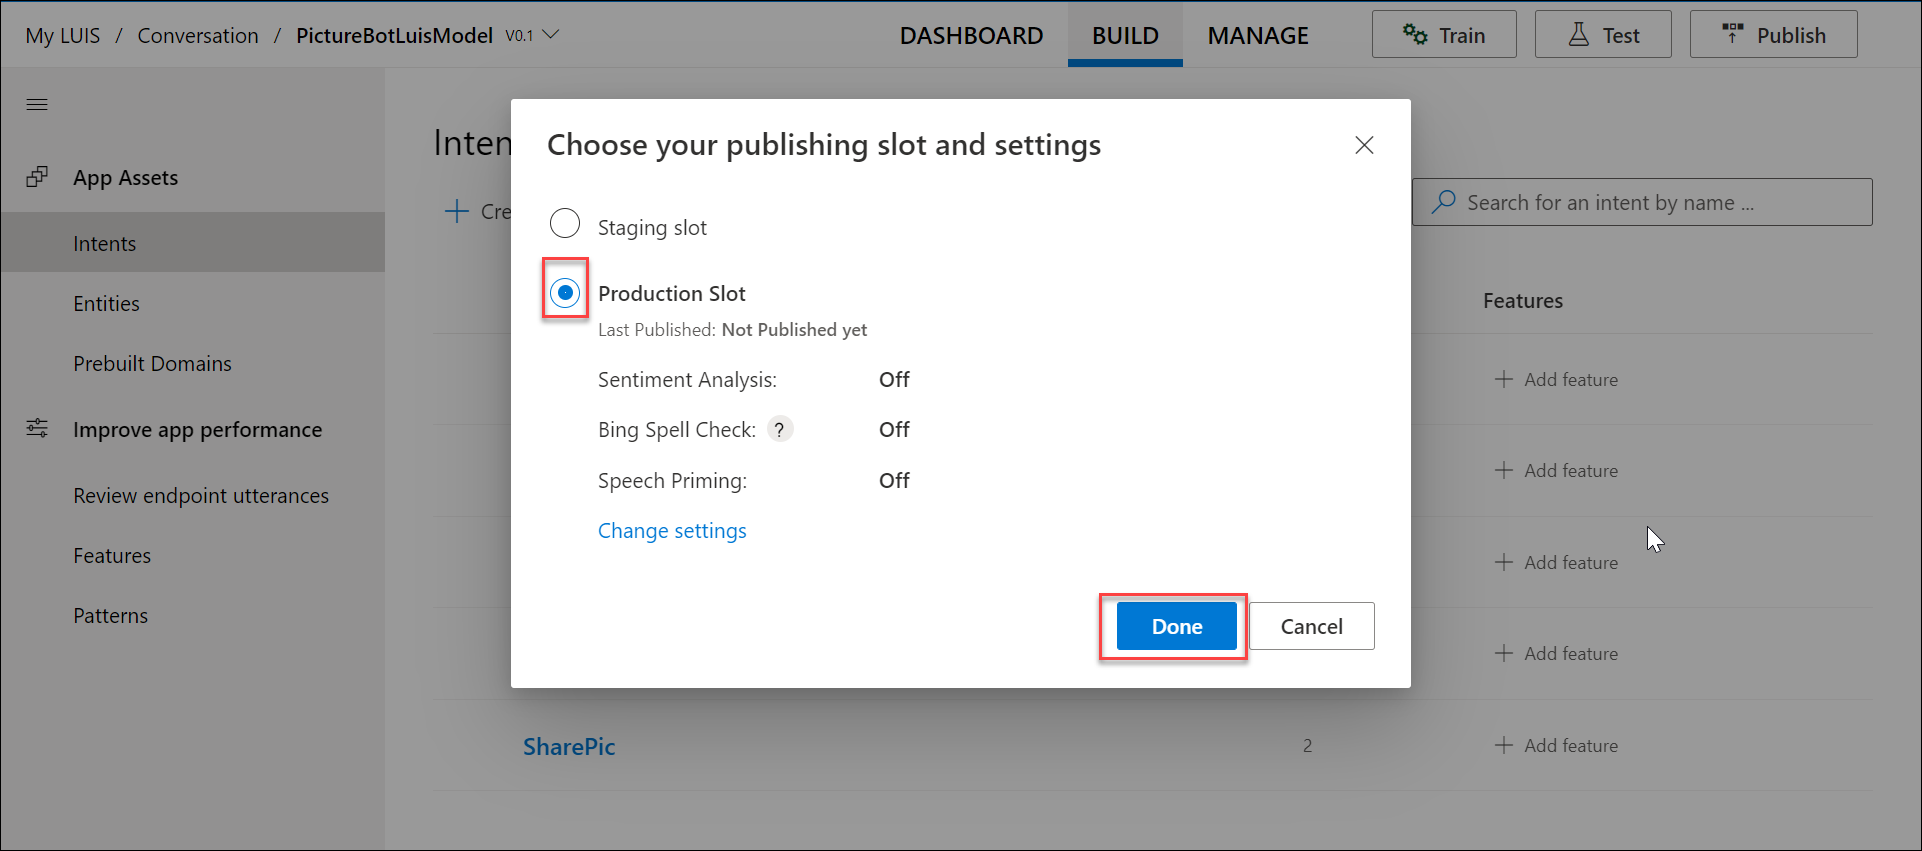 My LUIS / Conversation / PictureBotLuisModel V0.1
DASHBOARD BUILD MANAGE Train Test Publish
App Assets
Intents
Entities
Prebuilt Domains
Improve app performance
Review endpoint utterances
Features
Patterns
Choose your publishing slot and settings
Staging slot
Production Slot
Last Published: Not Published yet
Sentiment Analysis: Off
Bing Spell Check: ? Off
Speech Priming: Off
Change settings
Done Cancel
Search for an intent by name ...
Features
Add feature
Add feature
Add feature
Add feature
SharePic 2 Add feature